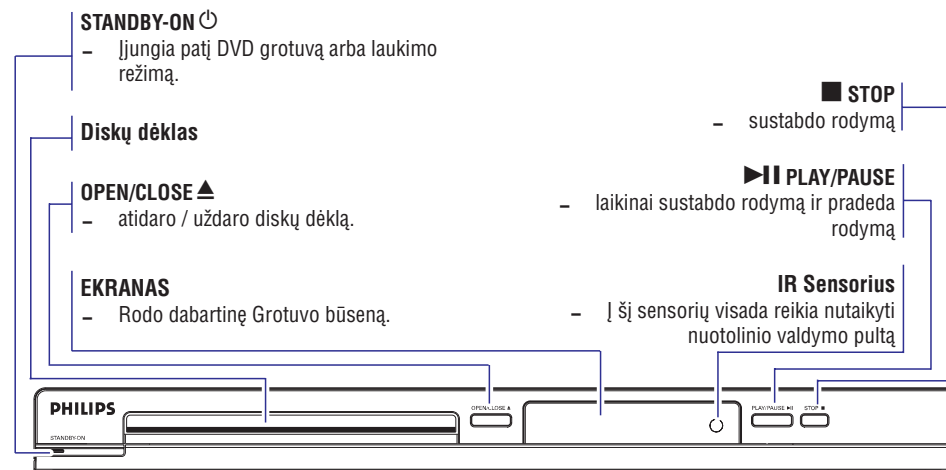 STANDBY-ON
– Įjungia patį DVD grotuvą arba laukimo
režimą.
Diskų dėklas
OPEN/CLOSE ▲
– atidaro / uždaro diskų dėklą.
EKRANAS
– Rodo dabartinę Grotuvo būseną.
■ STOP
– sustabdo rodymą
►II PLAY/PAUSE
– laikinai sustabdo rodymą ir pradeda
rodymą
IR Sensorius
– Į šį sensorių visada reikia nutaikyti
nuotolinio valdymo pultą
PHILIPS
STANDBY-ON
OPEN/CLOSE ▲
PLAY/PAUSE ►II
STOP ■